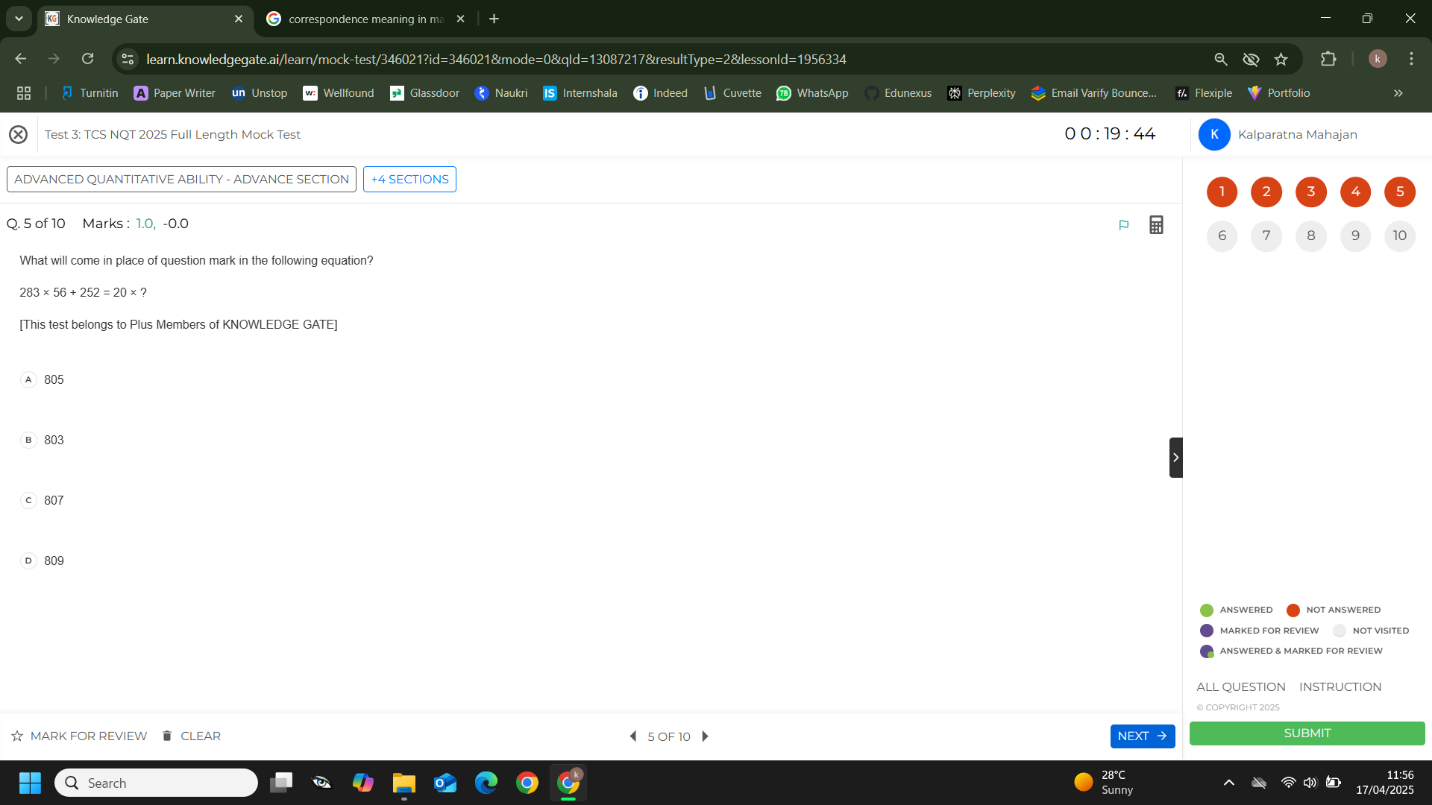 Knowledge Gate
correspondence meaning in ma
learn.knowledgegate.ai/learn/mock-test/346021?id=346021&mode=0&qId=13087217&resultType=2&lessonId=1956334
k
Turnitin
A Paper Writer
un Unstop
w: Wellfound
Glassdoor
Naukri
IS Internshala
Indeed
Cuvette
78 WhatsApp
Edunexus
Perplexity
Email Varify Bounce...
Flexiple
Portfolio
»
Test 3: TCS NQT 2025 Full Length Mock Test
0 0 : 19 : 44
K Kalparatna Mahajan
ADVANCED QUANTITATIVE ABILITY - ADVANCE SECTION
+4 SECTIONS
1 2 3 4 5
6 7 8 9 10
Q. 5 of 10 Marks : 1.0, -0.0
What will come in place of question mark in the following equation?
283 × 56 + 252 = 20 × ?
[This test belongs to Plus Members of KNOWLEDGE GATE]
A 805
B 803
C 807
D 809
ANSWERED NOT ANSWERED
MARKED FOR REVIEW NOT VISITED
ANSWERED & MARKED FOR REVIEW
ALL QUESTION INSTRUCTION
© COPYRIGHT 2025
SUBMIT
MARK FOR REVIEW CLEAR
5 OF 10
NEXT →
Search
28°C
Sunny
11:56
17/04/2025